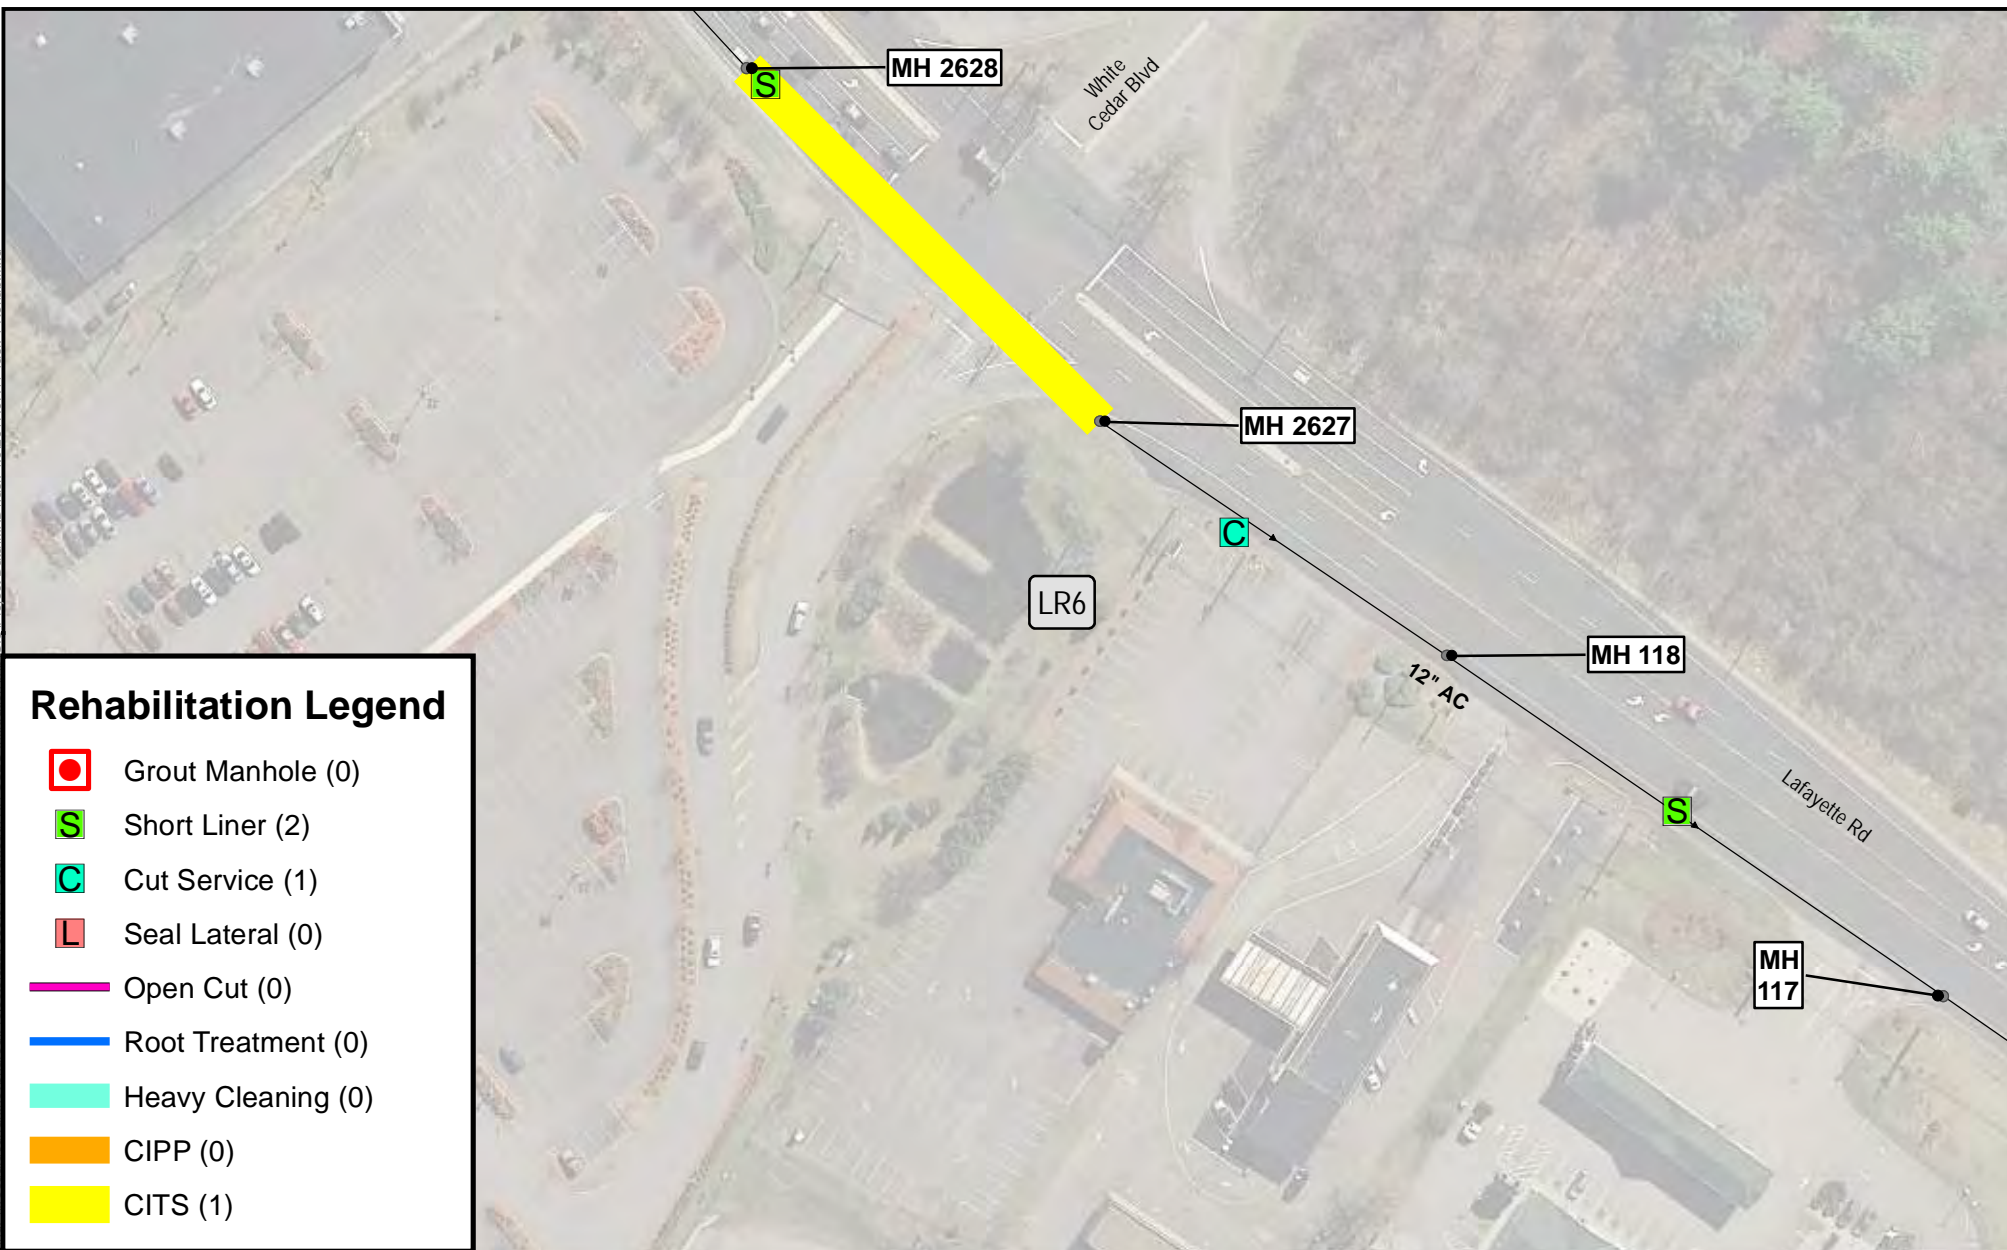 S
MH 2628
White
Cedar Blvd
MH 2627
C
LR6
MH 118
12" AC
S
Lafayette Rd
MH
117
Rehabilitation Legend
Grout Manhole (0)
S Short Liner (2)
C Cut Service (1)
L Seal Lateral (0)
Open Cut (0)
Root Treatment (0)
Heavy Cleaning (0)
CIPP (0)
CITS (1)